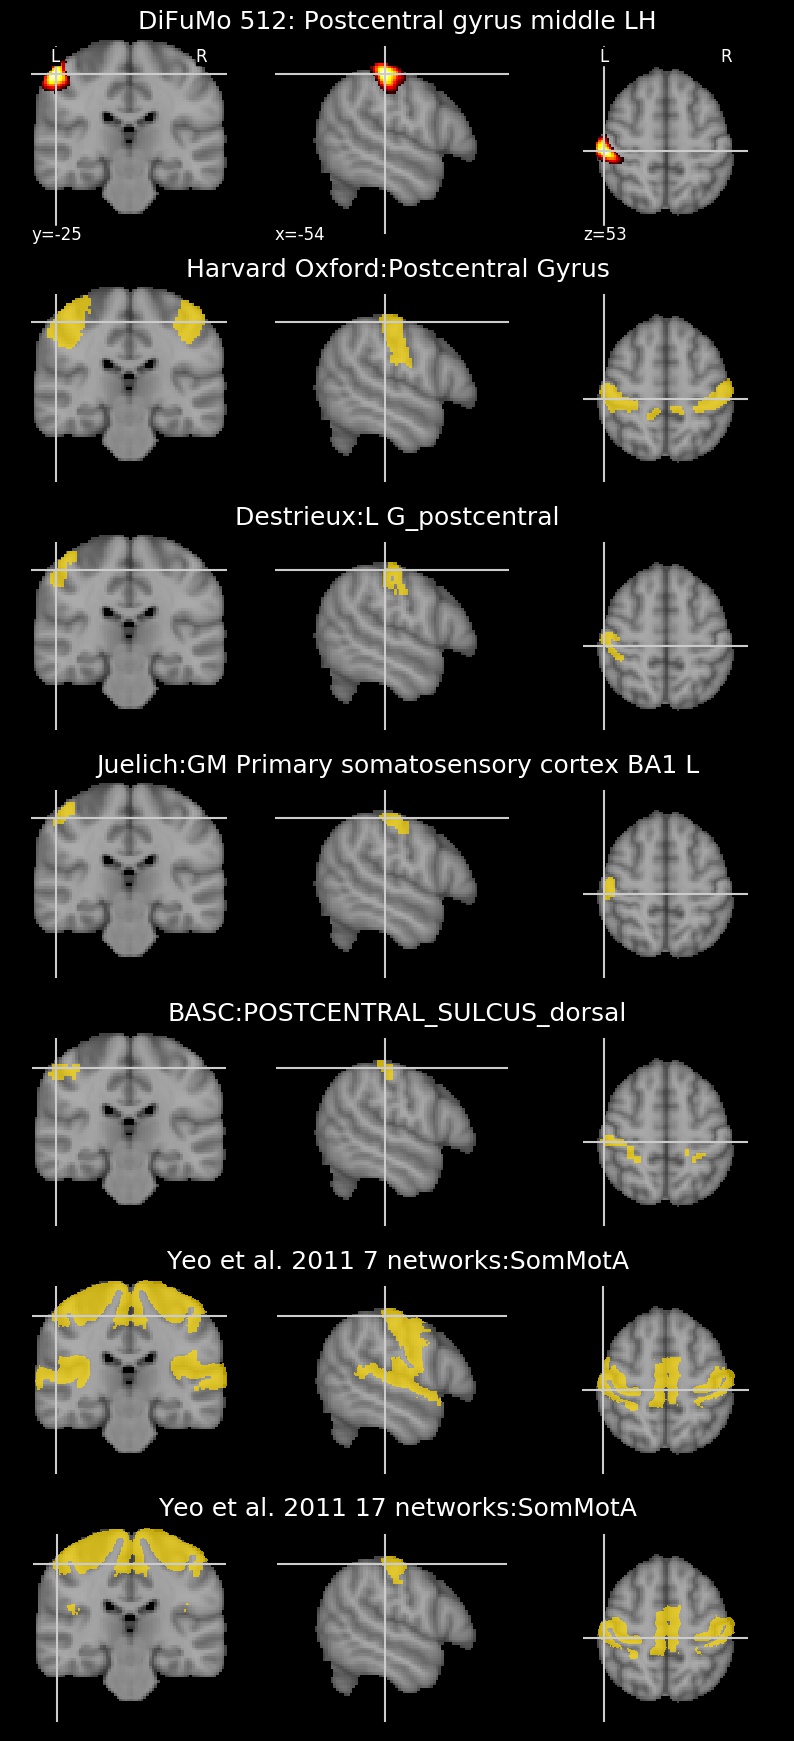 DiFuMo 512: Postcentral gyrus middle LH
L R L R
y=-25 x=-54 z=53
Harvard Oxford:Postcentral Gyrus
Destrieux:L G_postcentral
Juelich:GM Primary somatosensory cortex BA1 L
BASC:POSTCENTRAL_SULCUS_dorsal
Yeo et al. 2011 7 networks:SomMotA
Yeo et al. 2011 17 networks:SomMotA